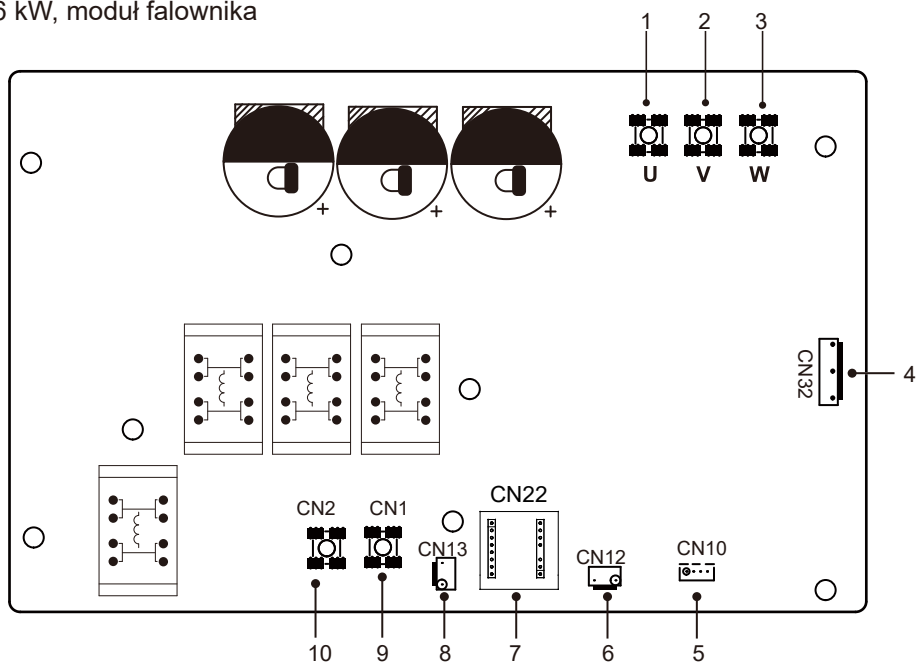 6 kW, moduł falownika
1 2 3
U V W
CN32
4
CN2 CN1 CN22
CN13 CN12 CN10
10 9 8 7 6 5